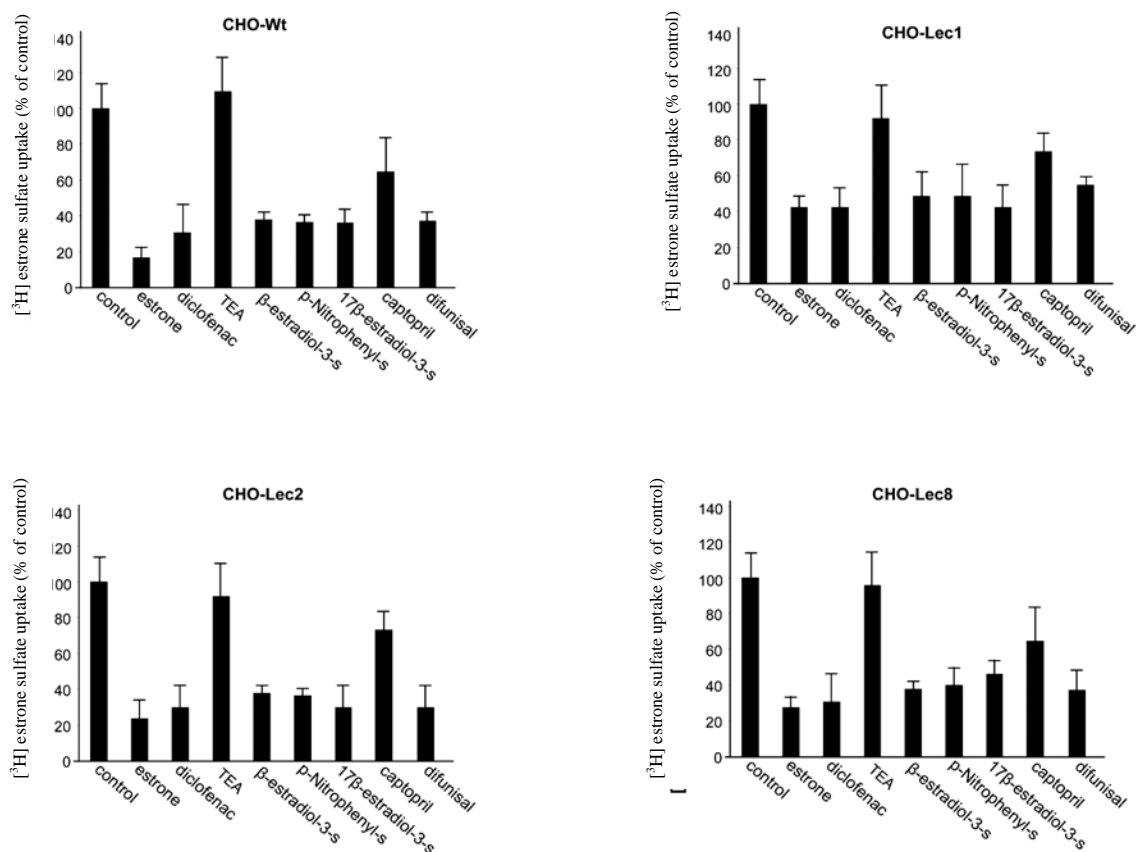 CHO-Wt
[³H] estrone sulfate uptake (% of control)
140
120
100
80
60
40
20
0
control
estrone
diclofenac
TEA
β-estradiol-3-s
p-Nitrophenyl-s
17β-estradiol-3-s
captopril
difunisal
CHO-Lec1
[³H] estrone sulfate uptake (% of control)
140
120
100
80
60
40
20
0
control
estrone
diclofenac
TEA
β-estradiol-3-s
p-Nitrophenyl-s
17β-estradiol-3-s
captopril
difunisal
CHO-Lec2
[³H] estrone sulfate uptake (% of control)
140
120
100
80
60
40
20
0
control
estrone
diclofenac
TEA
β-estradiol-3-s
p-Nitrophenyl-s
17β-estradiol-3-s
captopril
difunisal
CHO-Lec8
[³H] estrone sulfate uptake (% of control)
140
120
100
80
60
40
20
0
control
estrone
diclofenac
TEA
β-estradiol-3-s
p-Nitrophenyl-s
17β-estradiol-3-s
captopril
difunisal